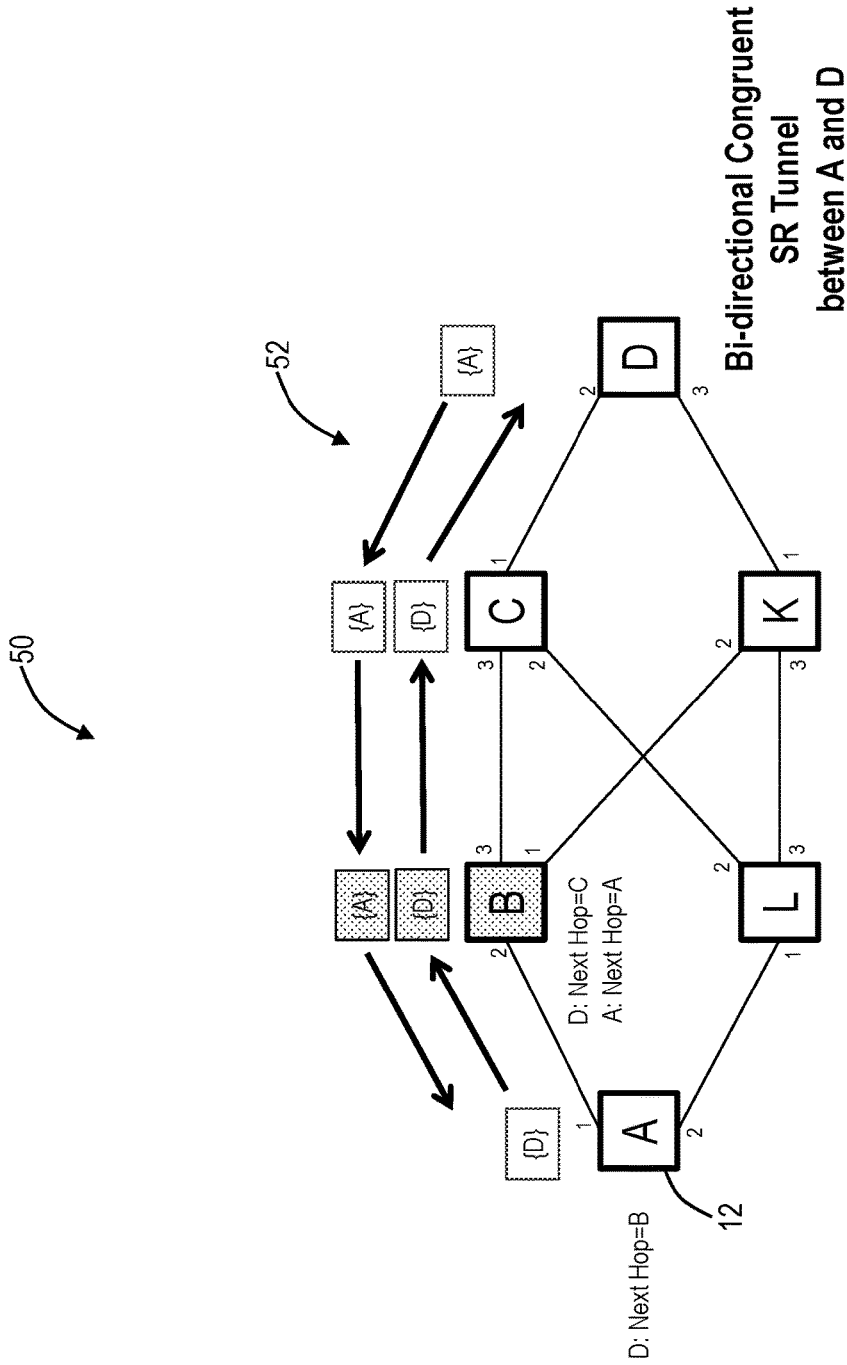 50
52
{A}
{A}
{D}
{D}
{A}
{D}
2
B
3
1
3
C
2
1
D: Next Hop=C
A: Next Hop=A
1
A
2
2
D
3
D: Next Hop=B
12
1
L
2
3
2
K
3
1
Bi-directional Congruent
SR Tunnel
between A and D